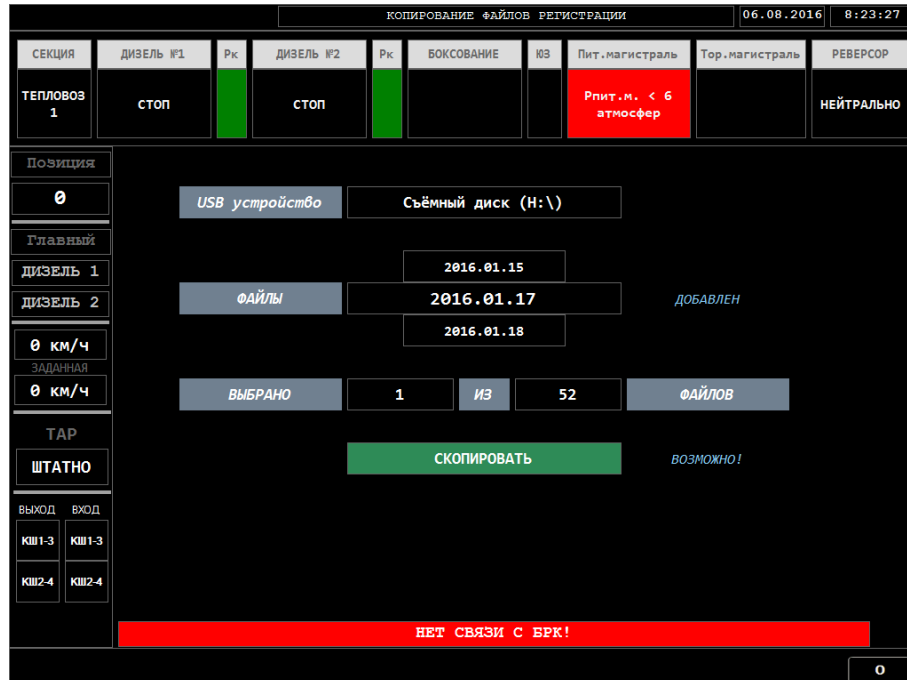 КОПИРОВАНИЕ ФАЙЛОВ РЕГИСТРАЦИИ 06.08.2016 8:23:27
СЕКЦИЯ ДИЗЕЛЬ №1 Рк ДИЗЕЛЬ №2 Рк БОКСОВАНИЕ ЮЗ Пит.магистраль Тор.магистраль РЕВЕРСОР
ТЕПЛОВОЗ
1
СТОП СТОП
Рпит.м. < 6
атмосфер
НЕЙТРАЛЬНО
Позиция
0
Главный
ДИЗЕЛЬ 1
ДИЗЕЛЬ 2
0 км/ч
ЗАДАННАЯ
0 км/ч
ТАР
ШТАТНО
ВЫХОД ВХОД
КШ1-3 КШ1-3
КШ2-4 КШ2-4
USB устройство Съёмный диск (H:\)
2016.01.15
ФАЙЛЫ 2016.01.17 ДОБАВЛЕН
2016.01.18
ВЫБРАНО 1 ИЗ 52 ФАЙЛОВ
СКОПИРОВАТЬ ВОЗМОЖНО!
НЕТ СВЯЗИ С БРК!
0